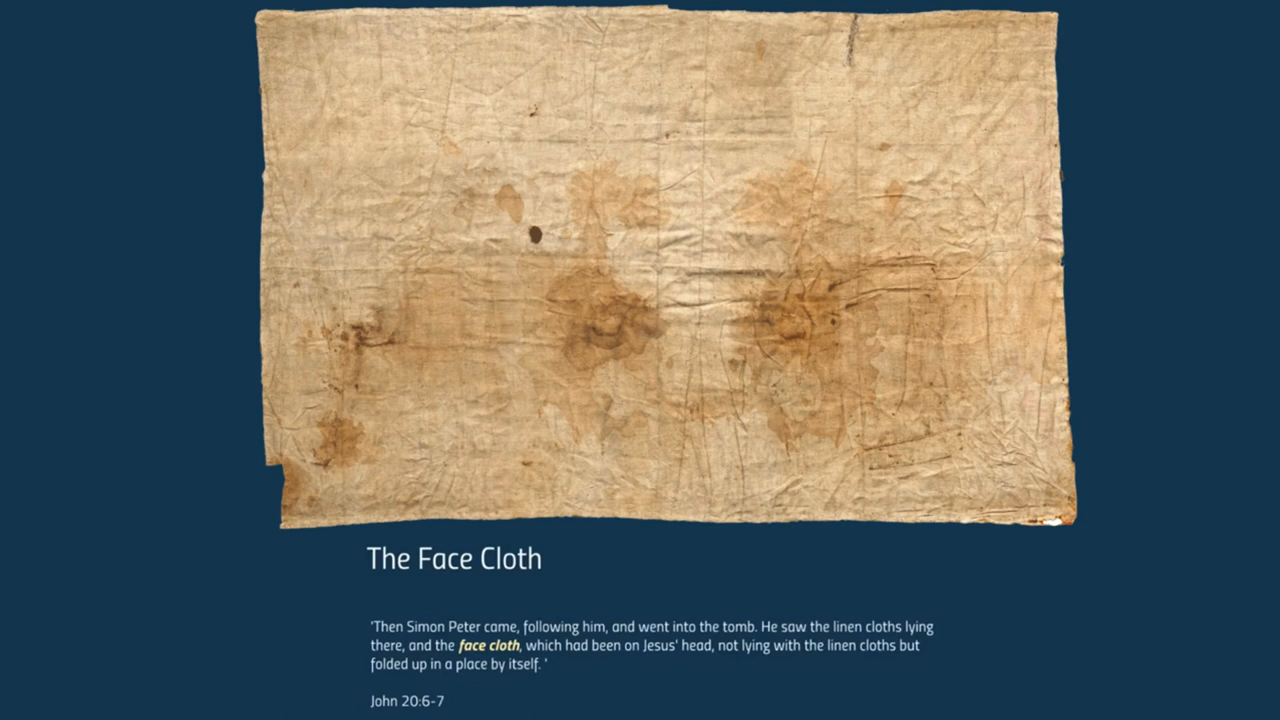 The Face Cloth
'Then Simon Peter came, following him, and went into the tomb. He saw the linen cloths lying
there, and the face cloth, which had been on Jesus' head, not lying with the linen cloths but
folded up in a place by itself. '
John 20:6-7